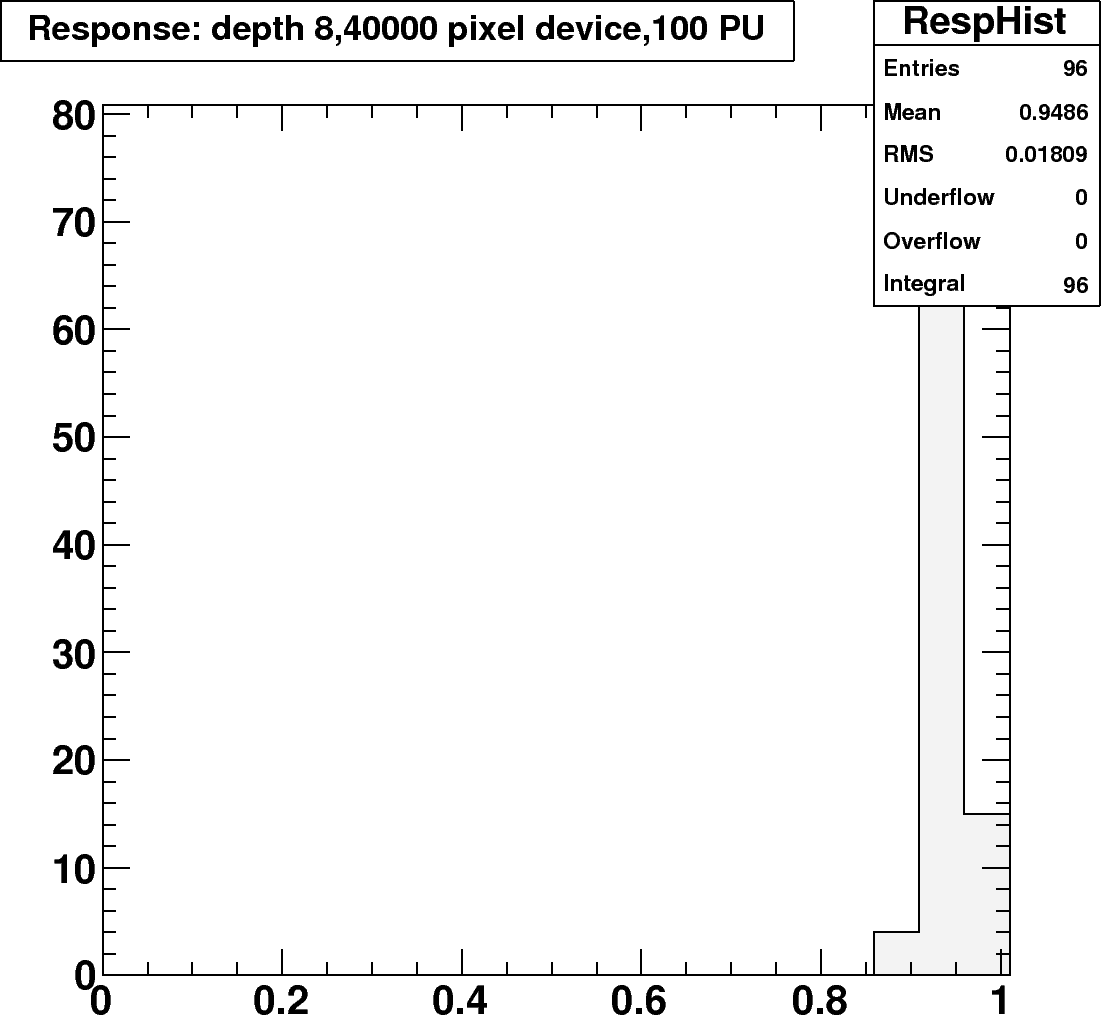 Response: depth 8,40000 pixel device,100 PU
RespHist
Entries 96
Mean 0.9486
RMS 0.01809
Underflow 0
Overflow 0
Integral 96
80
70
60
50
40
30
20
10
0
0 0.2 0.4 0.6 0.8 1